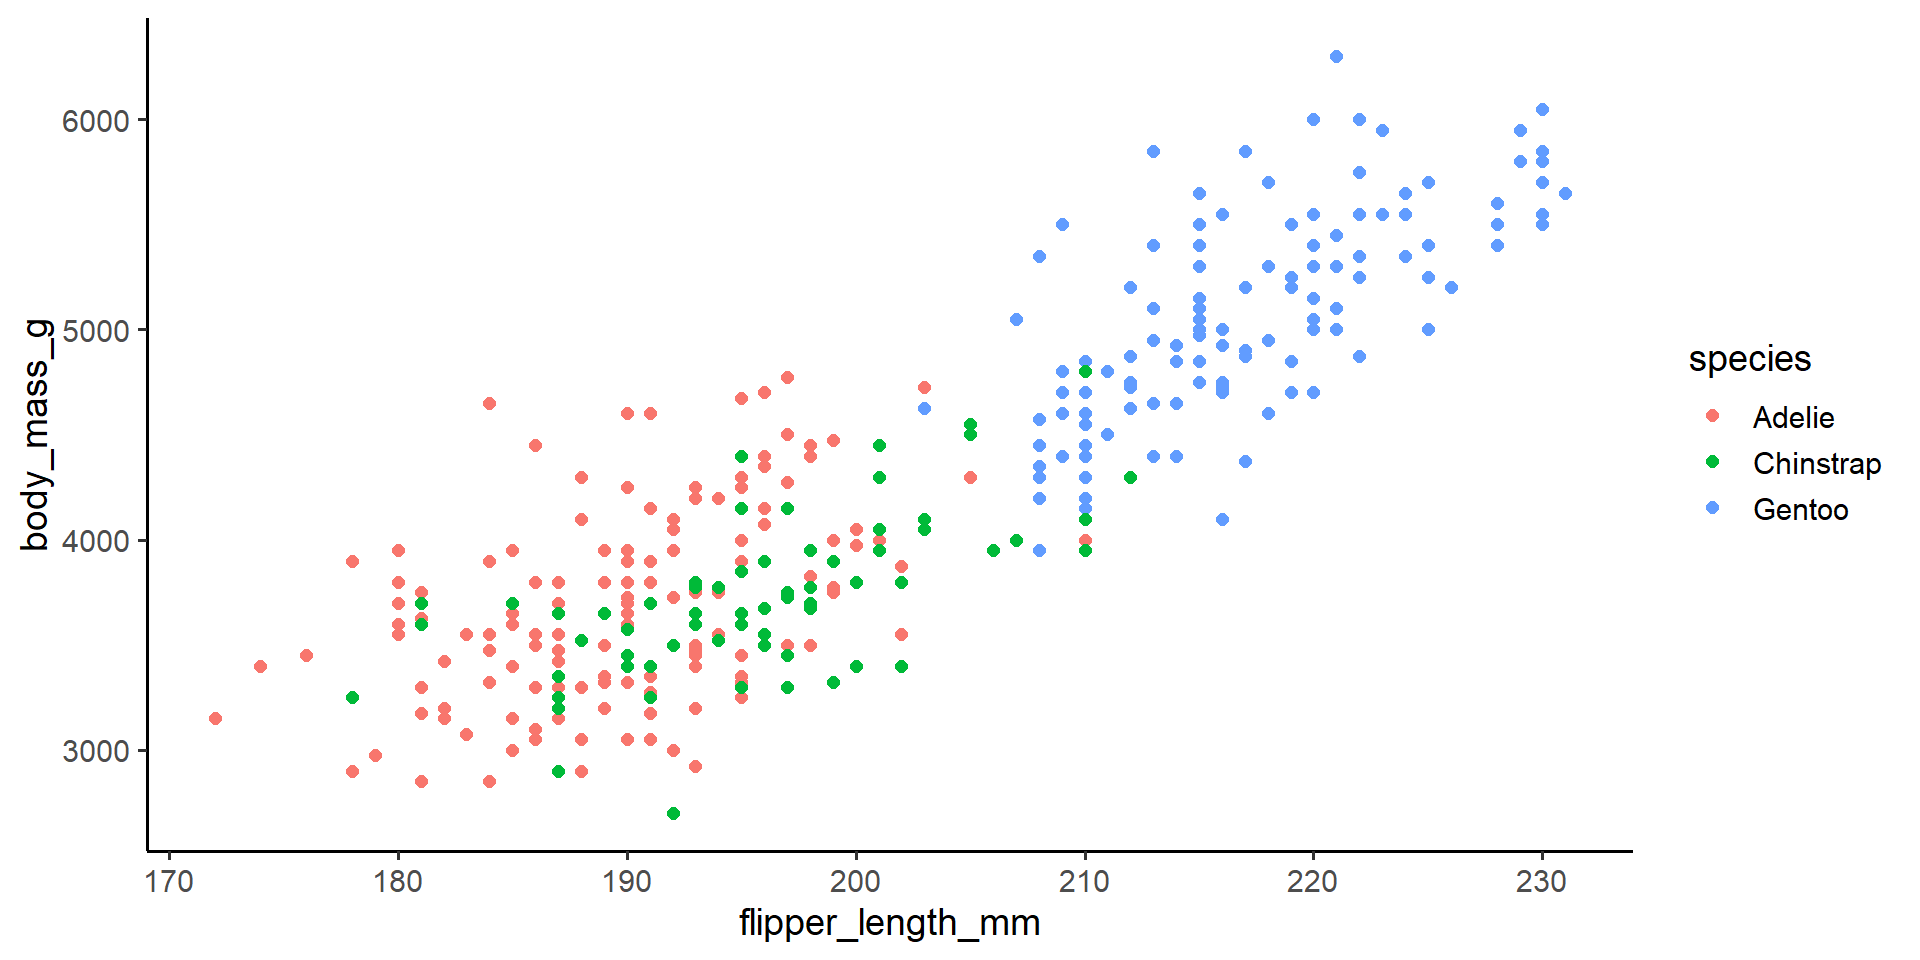 6000
5000
4000
3000
body_mass_g
170 180 190 200 210 220 230
flipper_length_mm
species
Adelie
Chinstrap
Gentoo